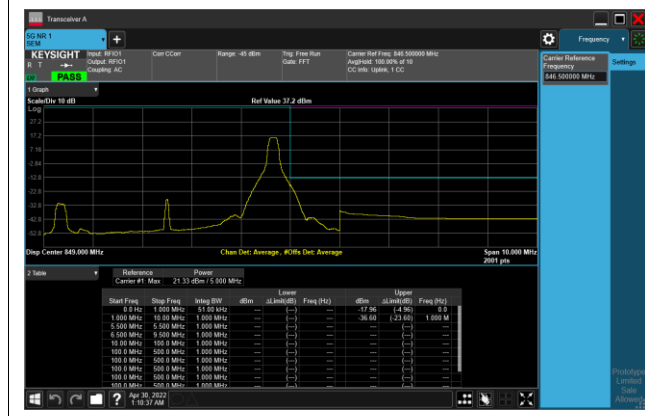 Transceiver A
5G NR 1
SEM
+
Frequency
KEYSIGHT
R T
PASS
Input: RFIO1
Output: RFIO1
Coupling: AC
Corr CCorr
Range: -45 dBm
Trig: Free Run
Gate: FFT
Carrier Ref Freq: 846.500000 MHz
Avg|Hold: 100.00% of 10
CC Info: Uplink, 1 CC
Carrier Reference
Frequency
846.500000 MHz
Settings
1 Graph
Scale/Div 10 dB
Ref Value 37.2 dBm
Log
27.2
17.2
7.16
-2.84
-12.8
-22.8
-32.8
-42.8
-52.8
Disp Center 849.000 MHz
Chan Det: Average , #Offs Det: Average
Span 10.000 MHz
2001 pts
2 Table
Reference Power
Carrier #1: Max 21.33 dBm / 5.000 MHz
Lower Upper
Start Freq Stop Freq Integ BW dBm ΔLimit(dB) Freq (Hz) dBm ΔLimit(dB) Freq (Hz)
0.0 Hz 1.000 MHz 51.00 kHz --- (---) --- -17.96 (-4.96) 0.0
1.000 MHz 10.00 MHz 1.000 MHz --- (---) --- -36.60 (-23.60) 1.000 M
5.500 MHz 5.500 MHz 1.000 MHz --- (---) --- --- (---) ---
6.500 MHz 9.500 MHz 1.000 MHz --- (---) --- --- (---) ---
10.00 MHz 100.0 MHz 1.000 MHz --- (---) --- --- (---) ---
100.0 MHz 500.0 MHz 1.000 MHz --- (---) --- --- (---) ---
100.0 MHz 500.0 MHz 1.000 MHz --- (---) --- --- (---) ---
100.0 MHz 500.0 MHz 1.000 MHz --- (---) --- --- (---) ---
100.0 MHz 500.0 MHz 1.000 MHz --- (---) --- --- (---) ---
100.0 MHz 500.0 MHz 1.000 MHz --- (---) --- --- (---) ---
Prototype
Limited
Sale
Allowed
?
Apr 30, 2022
1:10:37 AM